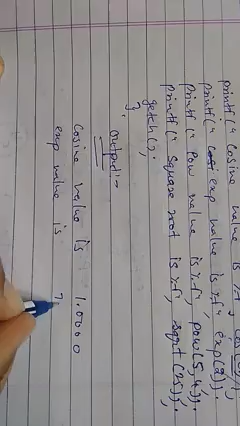 printf(" cosine value is %f", cos(0));
printf(" exp value is %f", exp(2));
printf(" pow value is %f", pow(5,4));
printf(" square root is %f", sqrt(25));
getch();
}
Output:-
Cosine value is 1.0000
exp value is 7